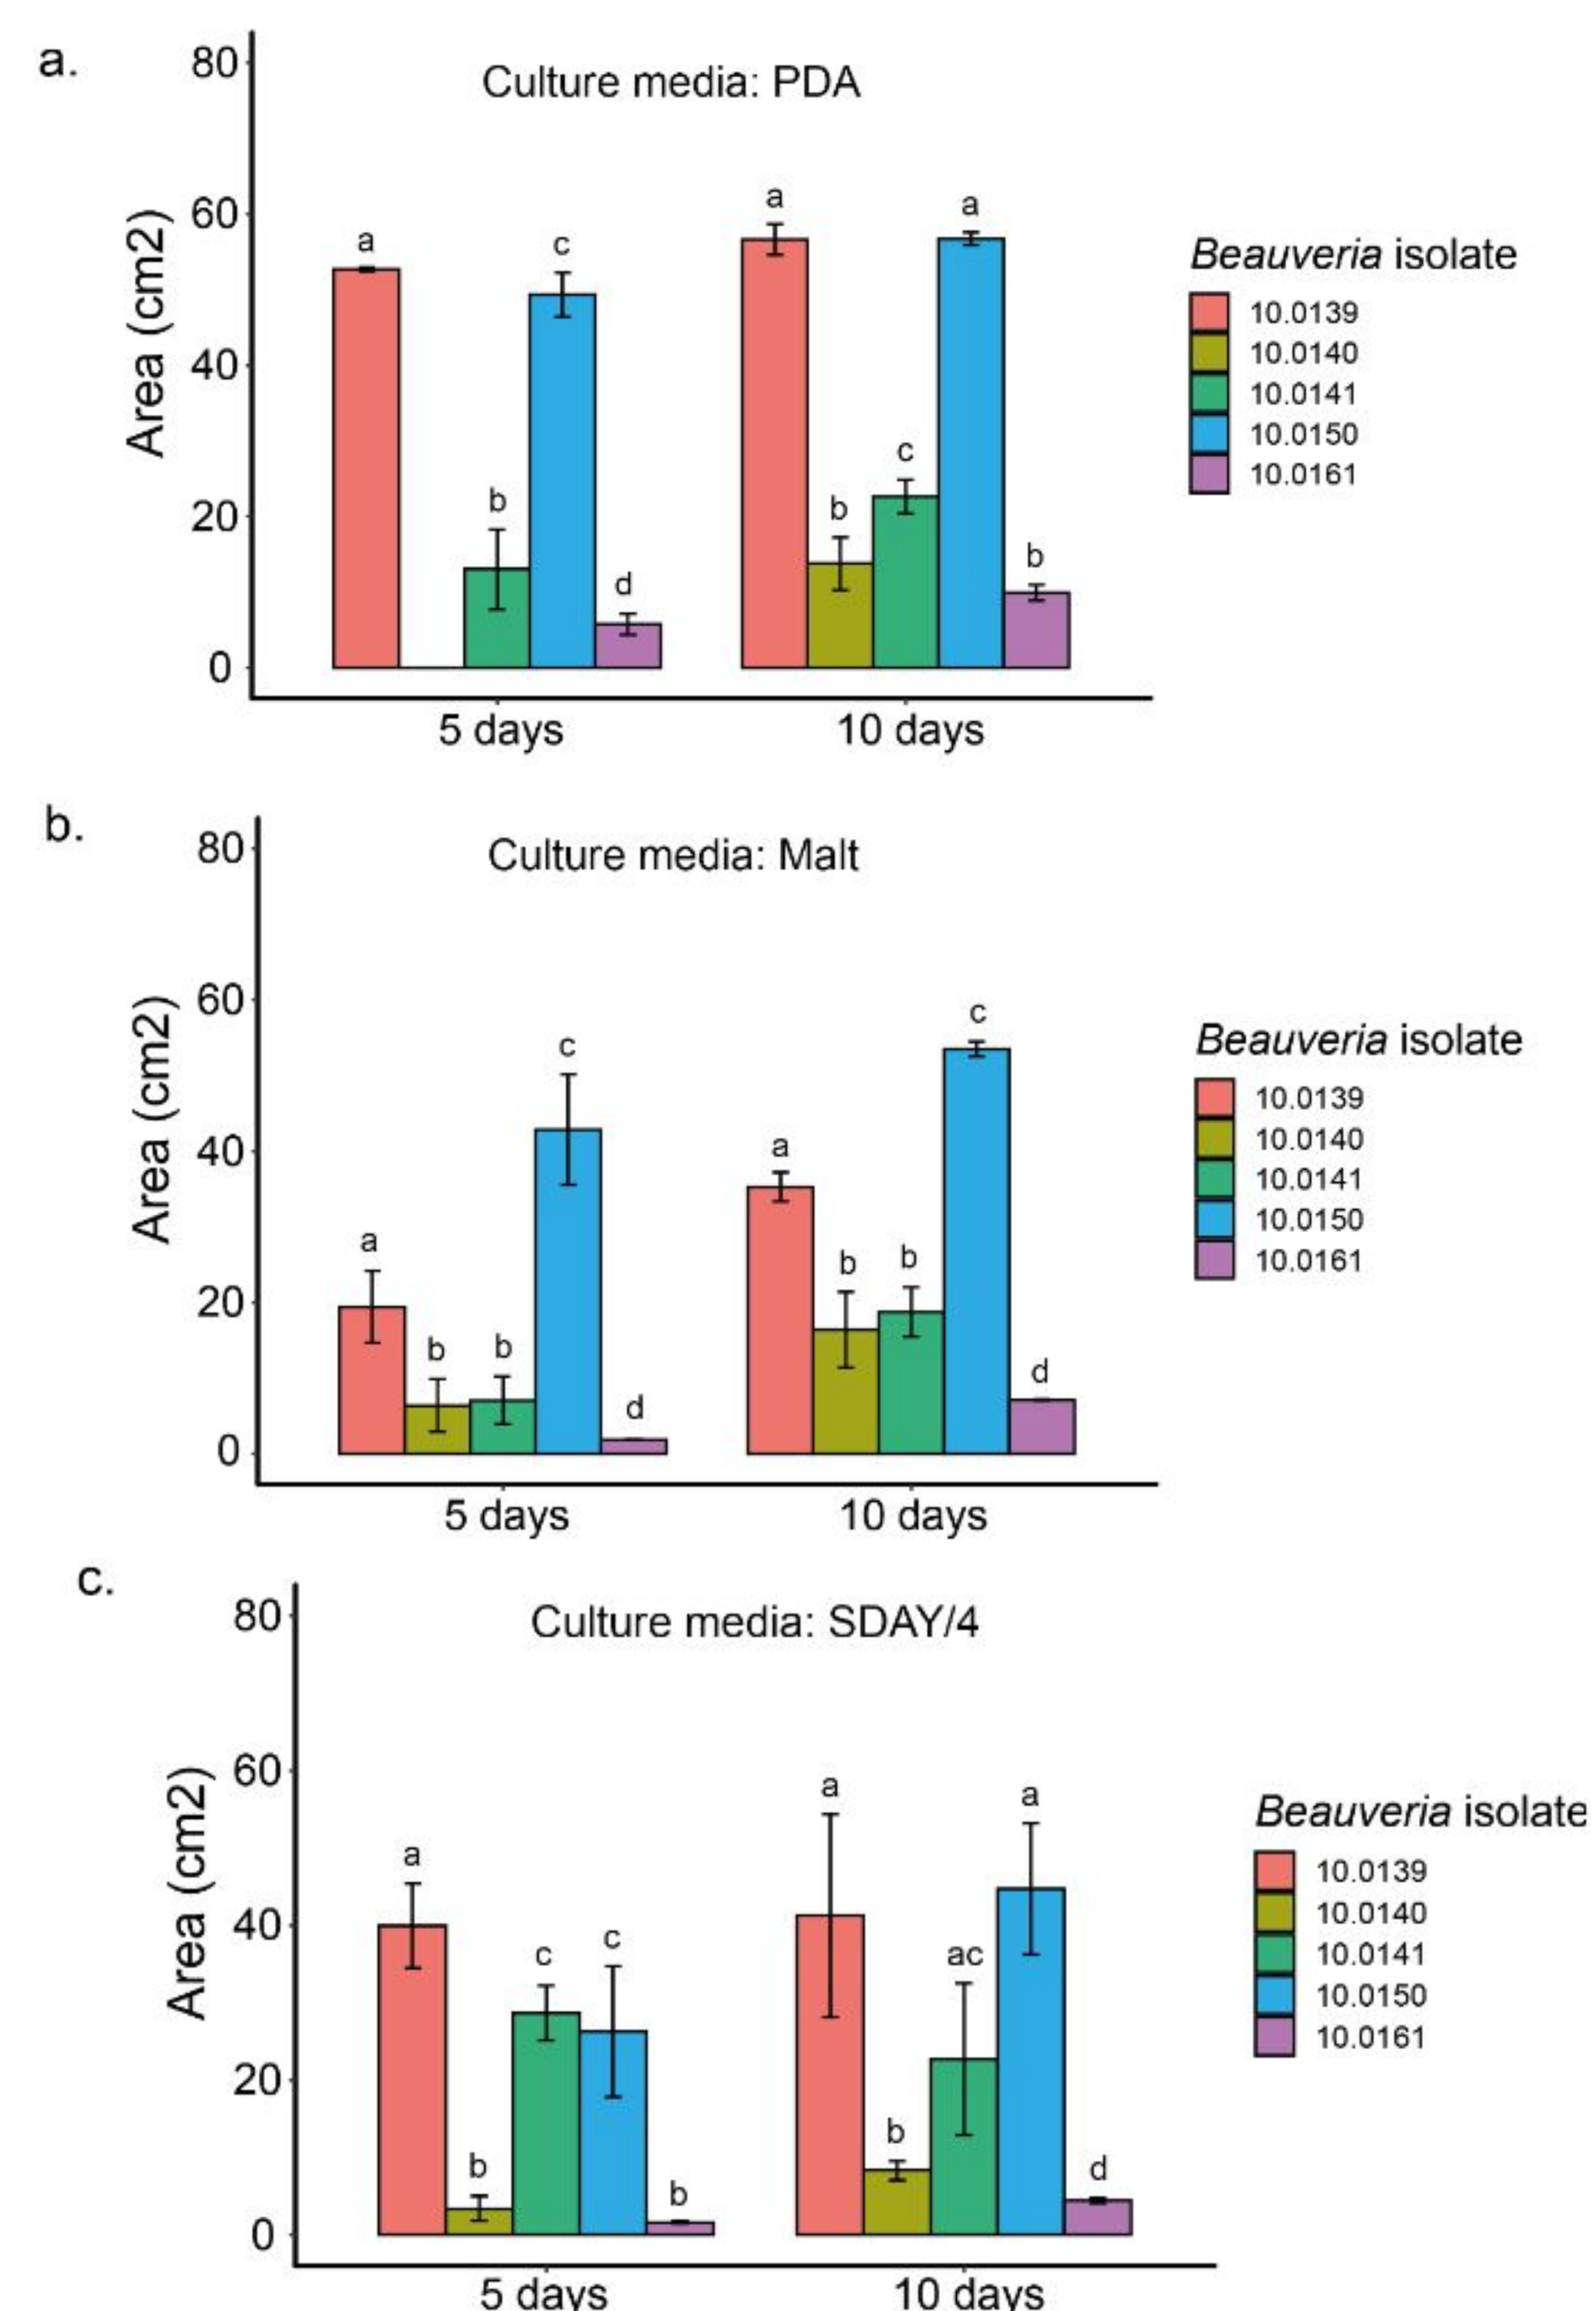 a.
Culture media: PDA
Area (cm2)
80
60
40
20
0
a
b
c
d
a
b
c
a
b
5 days
10 days
Beauveria isolate
10.0139
10.0140
10.0141
10.0150
10.0161
b.
Culture media: Malt
Area (cm2)
80
60
40
20
0
a
b
b
c
d
a
b
b
c
d
5 days
10 days
Beauveria isolate
10.0139
10.0140
10.0141
10.0150
10.0161
c.
Culture media: SDAY/4
Area (cm2)
80
60
40
20
0
a
b
c
c
b
a
b
ac
a
d
5 days
10 days
Beauveria isolate
10.0139
10.0140
10.0141
10.0150
10.0161